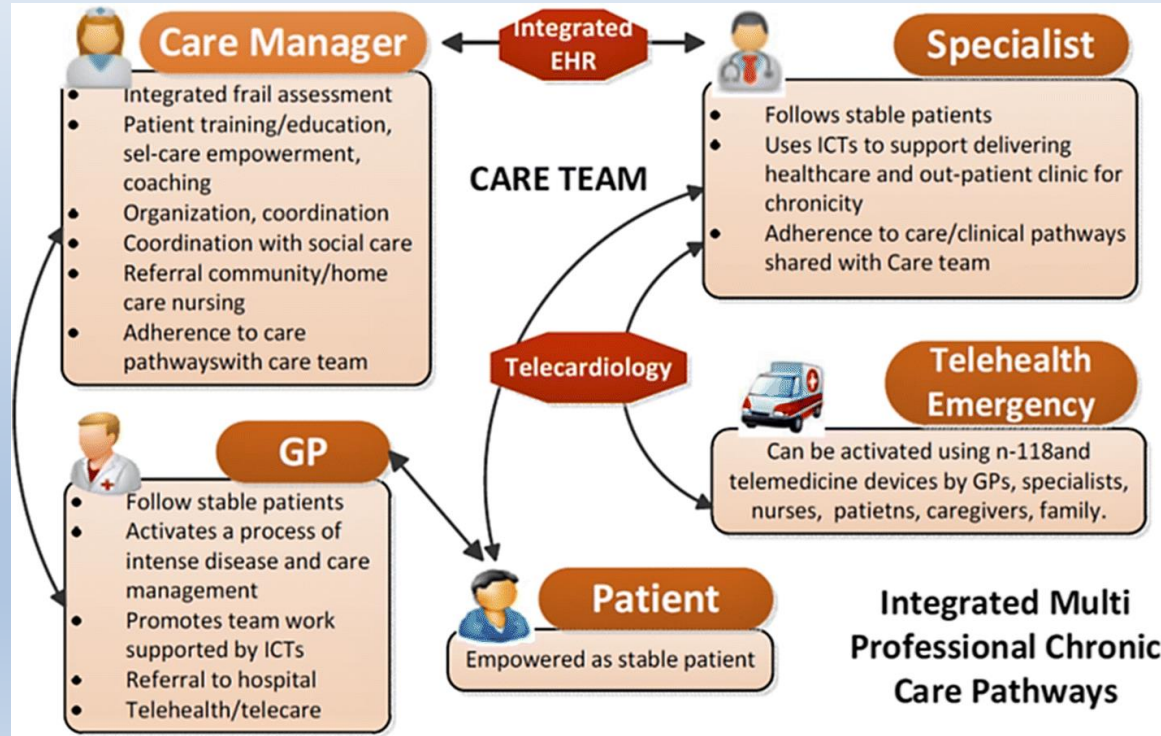 Care Manager
• Integrated frail assessment
• Patient training/education,
sel-care empowerment,
coaching
• Organization, coordination
• Coordination with social care
• Referral community/home
care nursing
• Adherence to care
pathwayswith care team
Integrated
EHR
Specialist
• Follows stable patients
• Uses ICTs to support delivering
healthcare and out-patient clinic for
chronicity
• Adherence to care/clinical pathways
shared with Care team
CARE TEAM
Telecardiology
Telehealth
Emergency
Can be activated using n-118and
telemedicine devices by GPs, specialists,
nurses, patietns, caregivers, family.
GP
• Follow stable patients
• Activates a process of
intense disease and care
management
• Promotes team work
supported by ICTs
• Referral to hospital
• Telehealth/telecare
Patient
Empowered as stable patient
Integrated Multi
Professional Chronic
Care Pathways